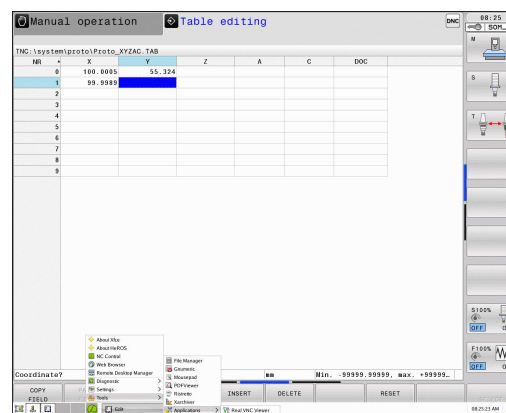 Manual operation
Table editing
DNC
08:25
SOM_
TNC:\system\proto\Proto_XYZAC.TAB
NR X Y Z A C DOC
0 100.0005 55.324
1 99.9989
2
3
4
5
6
7
8
9
M
S
T
S100%
OFF
F100%
OFF
Coordinate?
mm
Min. -99999.99999, max. +99999…
COPY
FIELD
INSERT
DELETE
RESET
About Xfce
About HeROS
NC Control
Web Browser
Remote Desktop Manager
Diagnostic
Settings
Tools
Edit
File Manager
Gnumeric
Mousepad
PDFViewer
Ristretto
Xarchiver
Applications
Real VNC Viewer
08:25:23 AM